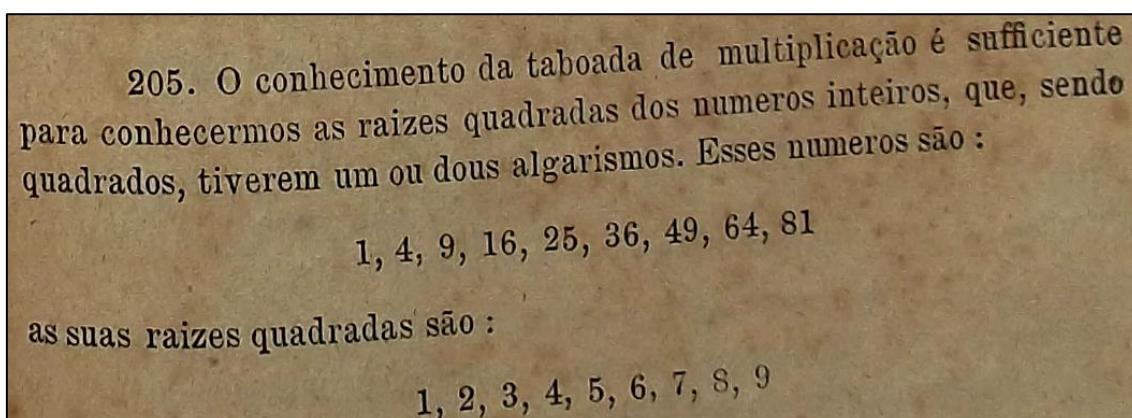 205. O conhecimento da taboada de multiplicação é sufficiente
para conhecermos as raizes quadradas dos numeros inteiros, que, sendo
quadrados, tiverem um ou dous algarismos. Esses numeros são :
1, 4, 9, 16, 25, 36, 49, 64, 81
as suas raizes quadradas são :
1, 2, 3, 4, 5, 6, 7, 8, 9